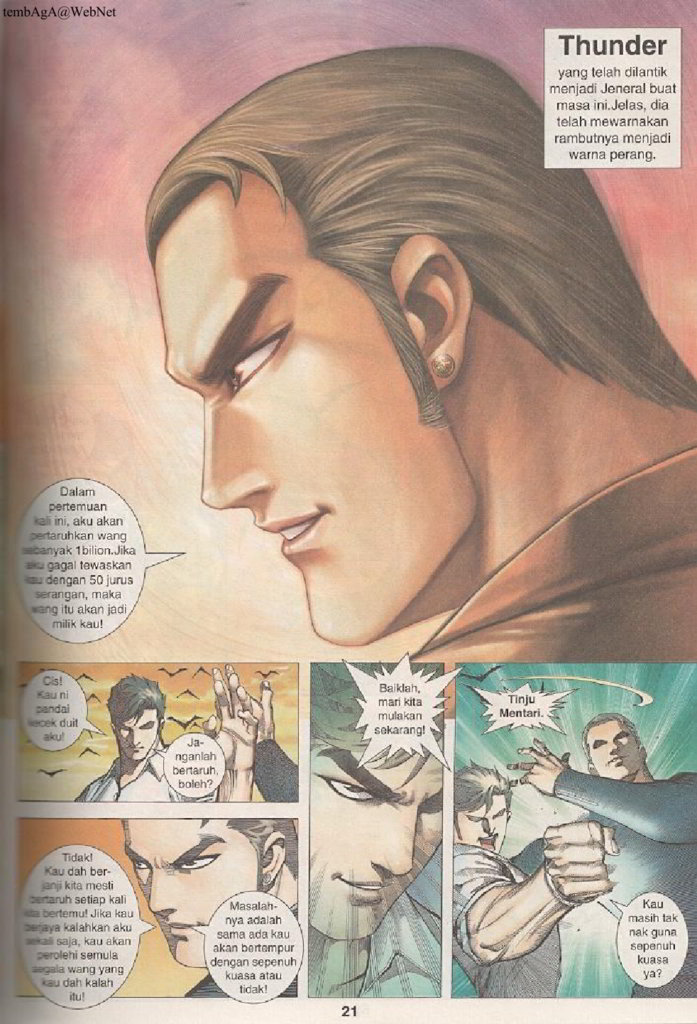 tembAgA@WebNet
Thunder
yang telah dilantik
menjadi Jeneral buat
masa ini.Jelas, dia
telah mewarnakan
rambutnya menjadi
warna perang.
Dalam
pertemuan
kali ini, aku akan
pertaruhkan wang
sebanyak 1bilion.Jika
aku gagal tewaskan
kau dengan 50 jurus
serangan, maka
wang itu akan jadi
milik kau!
Cis!
Kau ni
pandai
kecek duit
aku!
Ja-
nganlah
bertaruh,
boleh?
Tidak!
Kau dah ber-
janji kita mesti
bertaruh setiap kali
kita bertemu! Jika kau
berjaya kalahkan aku
sekali saja, kau akan
perolehi semula
segala wang yang
kau dah kalah
itu!
Masalah-
nya adalah
sama ada kau
akan bertempur
dengan sepenuh
kuasa atau
tidak!
Baiklah,
mari kita
mulakan
sekarang!
Tinju
Mentari.
Kau
masih tak
nak guna
sepenuh
kuasa
ya?
21